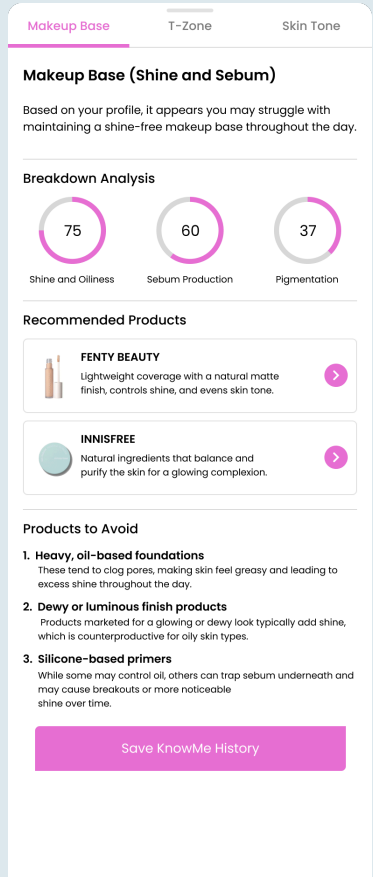 Makeup Base
T-Zone
Skin Tone
Makeup Base (Shine and Sebum)
Based on your profile, it appears you may struggle with
maintaining a shine-free makeup base throughout the day.
Breakdown Analysis
75
60
37
Shine and Oiliness
Sebum Production
Pigmentation
Recommended Products
FENTY BEAUTY
Lightweight coverage with a natural matte
finish, controls shine, and evens skin tone.
INNISFREE
Natural ingredients that balance and
purify the skin for a glowing complexion.
Products to Avoid
1. Heavy, oil-based foundations
These tend to clog pores, making skin feel greasy and leading to
excess shine throughout the day.
2. Dewy or luminous finish products
Products marketed for a glowing or dewy look typically add shine,
which is counterproductive for oily skin types.
3. Silicone-based primers
While some may control oil, others can trap sebum underneath and
may cause breakouts or more noticeable
shine over time.
Save KnowMe History